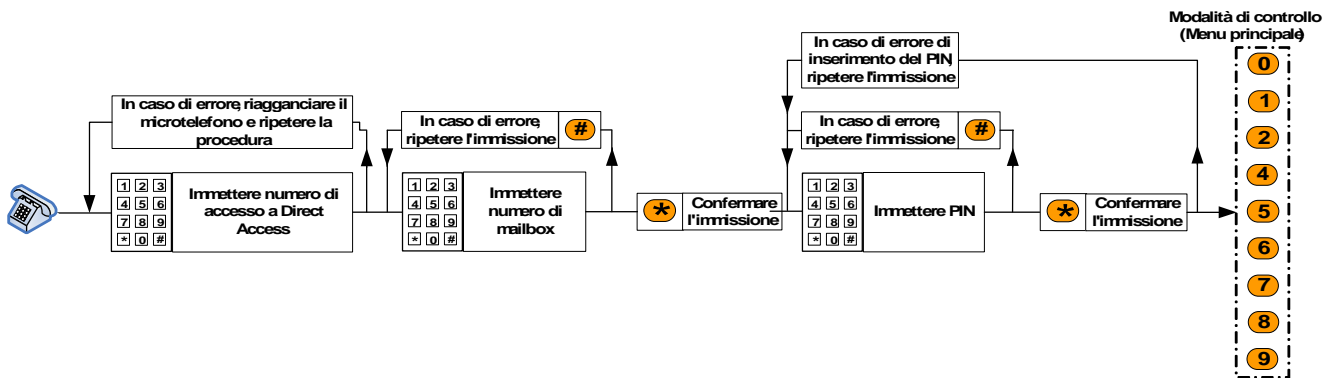 Modalità di controllo
(Menu principale)
In caso di errore di
inserimento del PIN,
ripetere l'immissione
In caso di errore, riagganciare il
microtelefono e ripetere la
procedura
In caso di errore,
ripetere l'immissione
#
In caso di errore,
ripetere l'immissione
#
1 2 3
4 5 6
7 8 9
* 0 #
Immettere numero di
accesso a Direct
Access
1 2 3
4 5 6
7 8 9
* 0 #
Immettere
numero di
mailbox
*
Confermare
l'immissione
1 2 3
4 5 6
7 8 9
* 0 #
Immettere PIN
*
Confermare
l'immissione
0
1
2
4
5
6
7
8
9